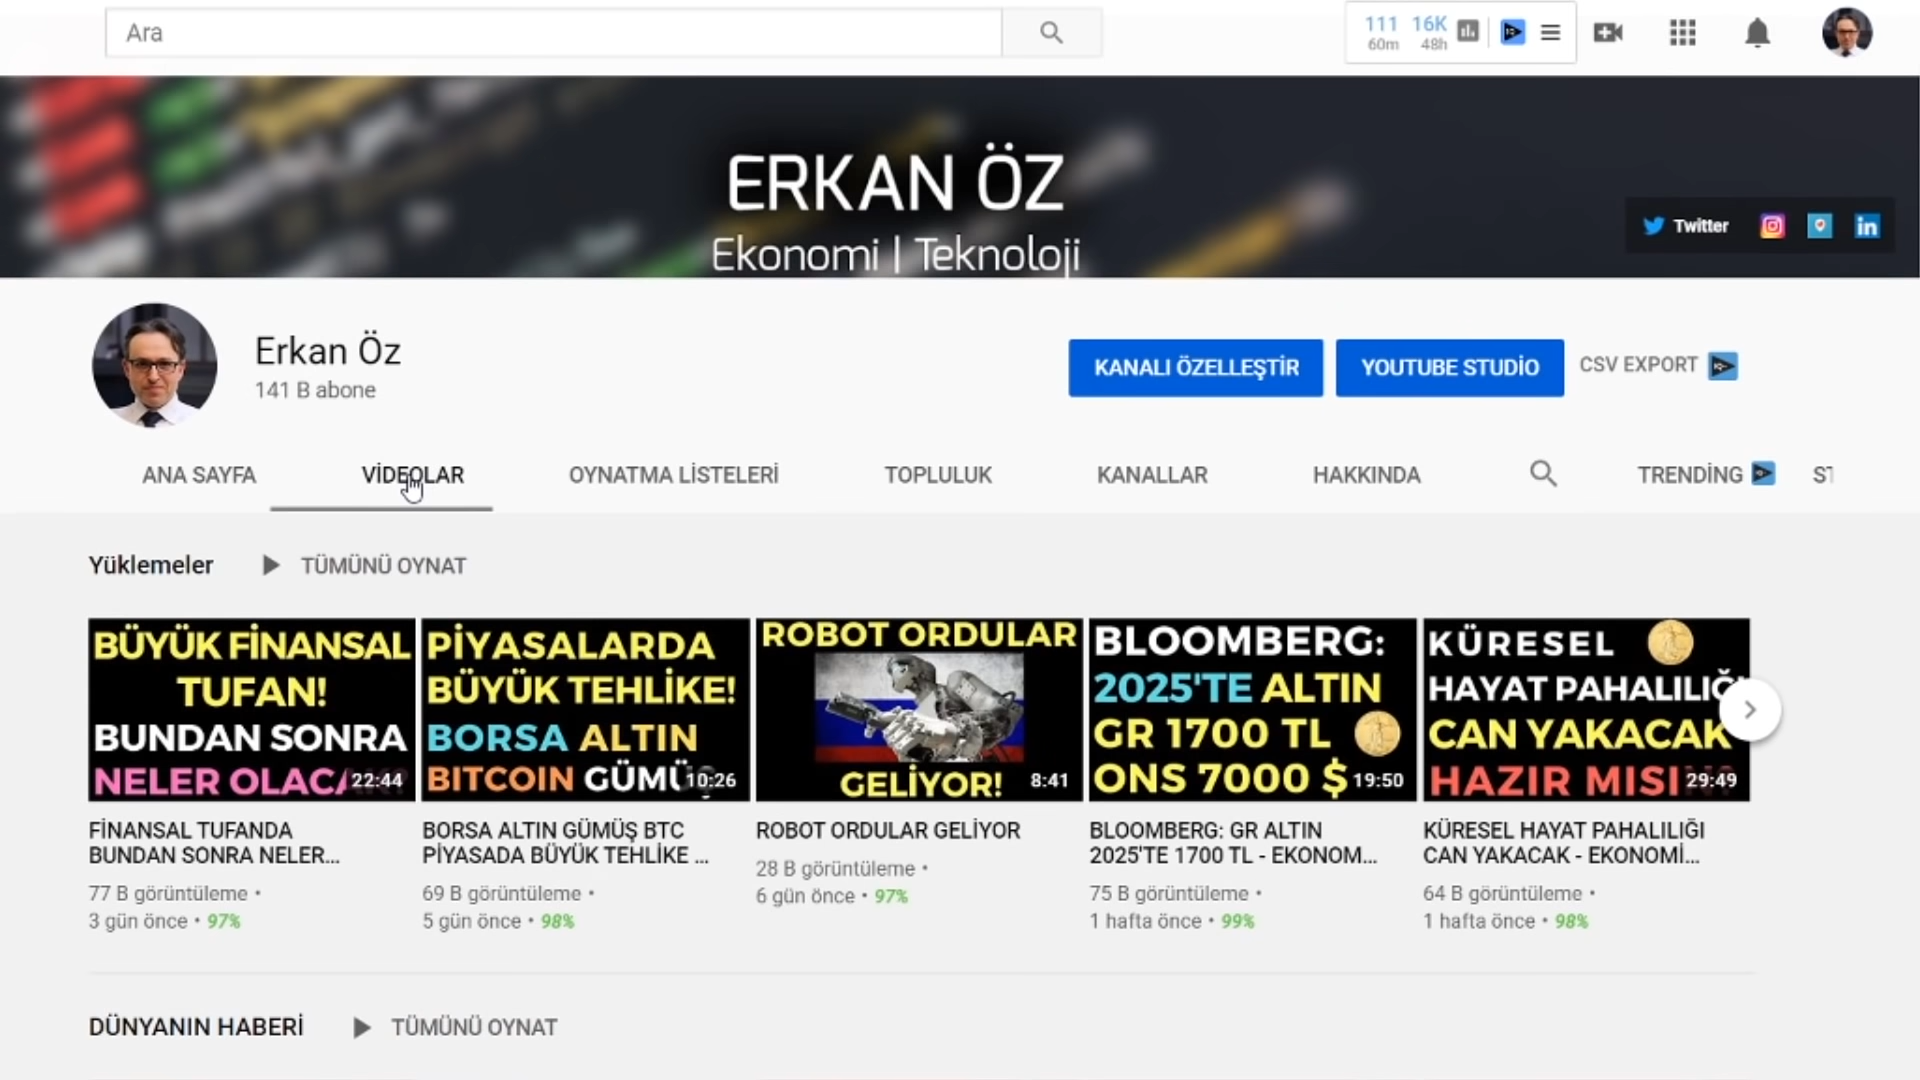 Ara
111 16K
60m 48h
ERKAN ÖZ
Ekonomi | Teknoloji
Twitter
Erkan Öz
141 B abone
KANALI ÖZELLEŞTİR
YOUTUBE STUDİO
CSV EXPORT
ANA SAYFA
VİDEOLAR
OYNATMA LİSTELERİ
TOPLULUK
KANALLAR
HAKKINDA
TRENDİNG
ST
Yüklemeler
TÜMÜNÜ OYNAT
BÜYÜK FİNANSAL
TUFAN!
BUNDAN SONRA
NELER
22:44
FİNANSAL TUFANDA
BUNDAN SONRA NELER...
77 B görüntüleme •
3 gün önce • 97%
PİYASALARDA
BÜYÜK TEHLİKE!
BORSA ALTIN
BITCOIN
10:26
BORSA ALTIN GÜMÜŞ BTC
PİYASADA BÜYÜK TEHLİKE ...
69 B görüntüleme •
5 gün önce • 98%
ROBOT ORDULAR
GELİYOR!
8:41
ROBOT ORDULAR GELİYOR
28 B görüntüleme •
6 gün önce • 97%
BLOOMBERG:
2025'TE ALTIN
GR 1700 TL
ONS 7000 $
19:50
BLOOMBERG: GR ALTIN
2025'TE 1700 TL - EKONOM...
75 B görüntüleme •
1 hafta önce • 99%
KÜRESEL
HAYAT
CAN YAKACAK
HAZIR
29:49
KÜRESEL HAYAT PAHALILIĞI
CAN YAKACAK - EKONOMİ...
64 B görüntüleme •
1 hafta önce • 98%
DÜNYANIN HABERİ
TÜMÜNÜ OYNAT